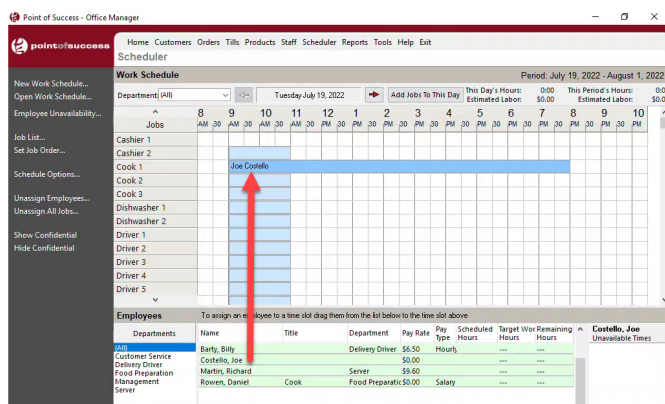 Point of Success - Office Manager
pointofsuccess
Home Customers Orders Tills Products Staff Scheduler Reports Tools Help Exit
Scheduler
New Work Schedule...
Open Work Schedule...
Employee Unavailability...
Job List...
Set Job Order...
Schedule Options...
Unassign Employees...
Unassign All Jobs...
Show Confidential
Hide Confidential
Work Schedule Period: July 19, 2022 - August 1, 2022
Department: (All) Tuesday July 19, 2022 Add Jobs To This Day
This Day's Hours: 0:00 This Period's Hours: 0:0
Estimated Labor: $0.00 Estimated Labor: $0.0
8 9 10 11 12 1 2 3 4 5 6 7 8 9 10
Jobs AM 30 AM 30 AM 30 AM 30 PM 30 PM 30 PM 30 PM 30 PM 30 PM 30 PM 30 PM 30 PM 30 PM 30 PM
Cashier 1
Cashier 2
Cook 1 Joe Costello
Cook 2
Cook 3
Dishwasher 1
Dishwasher 2
Driver 1
Driver 2
Driver 3
Driver 4
Driver 5
Employees To assign an employee to a time slot drag them from the list below to the time slot above
Departments
(All)
Customer Service
Delivery Driver
Food Preparation
Management
Server
Name Title Department Pay Rate Pay Type Scheduled Hours Target Wor Hours Remaining Hours
Barty, Billy Delivery Driver $6.50 Hourly --- ---
Costello, Joe $0.00 --- ---
Martin, Richard Server $9.60 --- ---
Rowen, Daniel Cook Food Preparatic $0.00 Salary --- ---
Costello, Joe
Unavailable Times